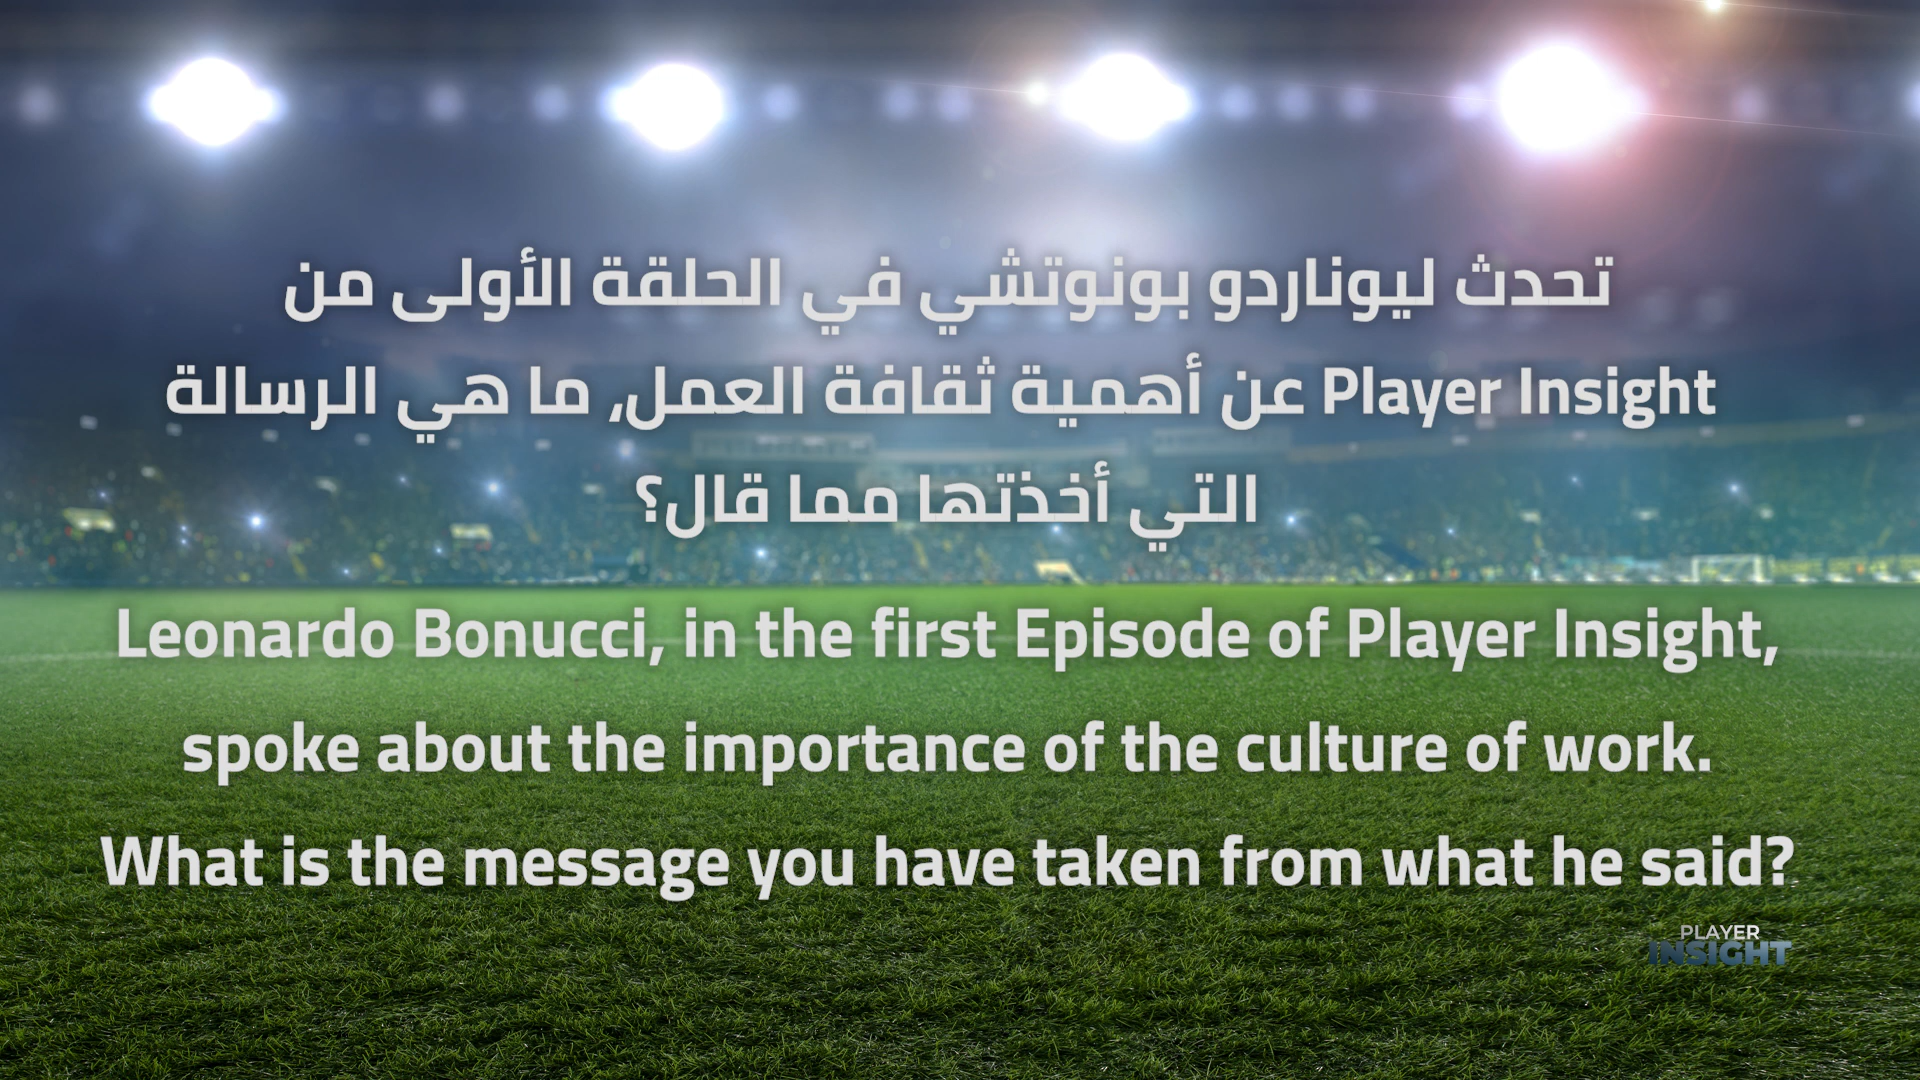 تحدث ليوناردو بونوتشي في الحلقة الأولى من
Player Insight عن أهمية ثقافة العمل, ما هي الرسالة
التي أخذتها مما قال؟
Leonardo Bonucci, in the first Episode of Player Insight,
spoke about the importance of the culture of work.
What is the message you have taken from what he said?
PLAYER
INSIGHT